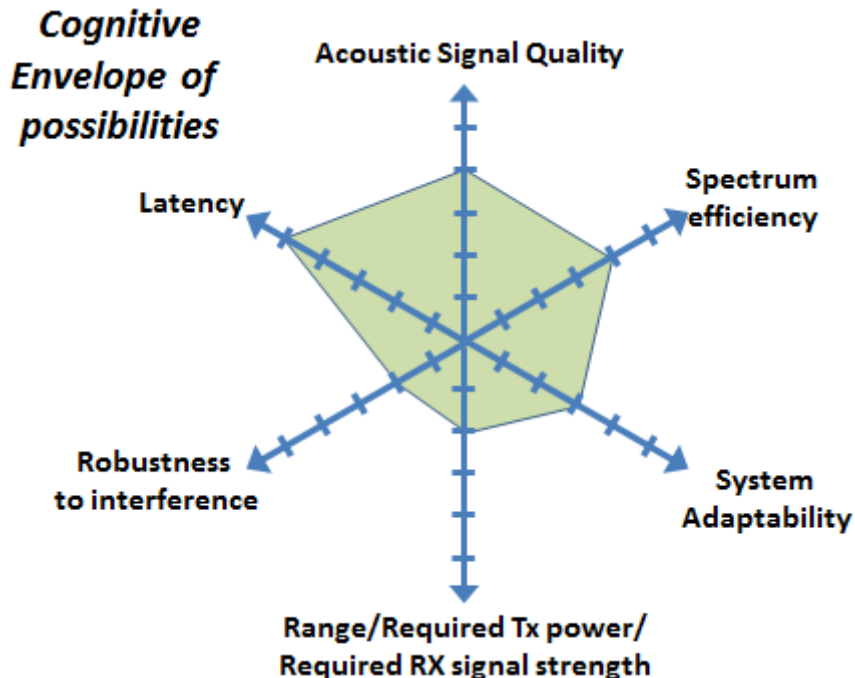 Cognitive
Envelope of
possibilities
Acoustic Signal Quality
Spectrum
efficiency
Latency
Robustness
to interference
System
Adaptability
Range/Required Tx power/
Required RX signal strength